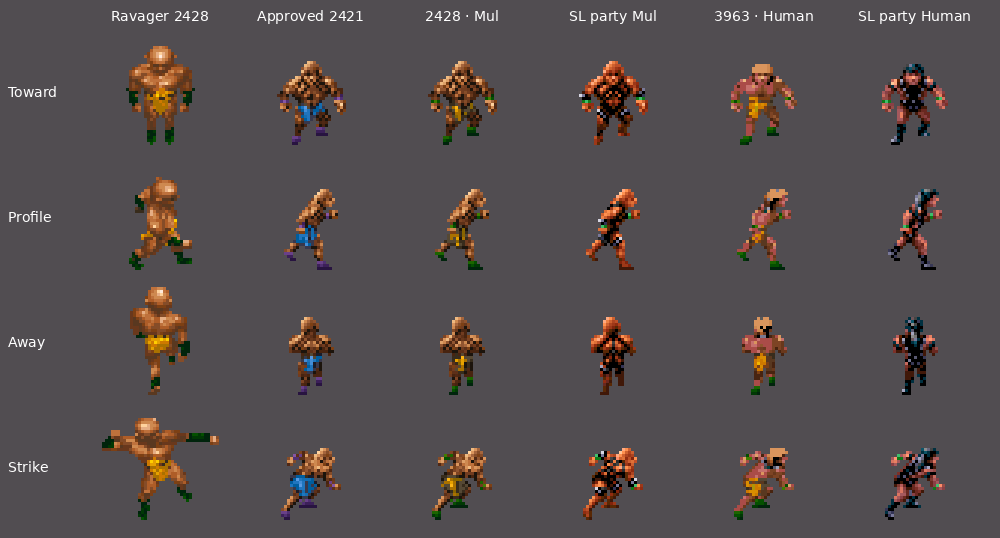 Ravager 2428
Approved 2421
2428 · Mul
SL party Mul
3963 · Human
SL party Human
Toward
Profile
Away
Strike